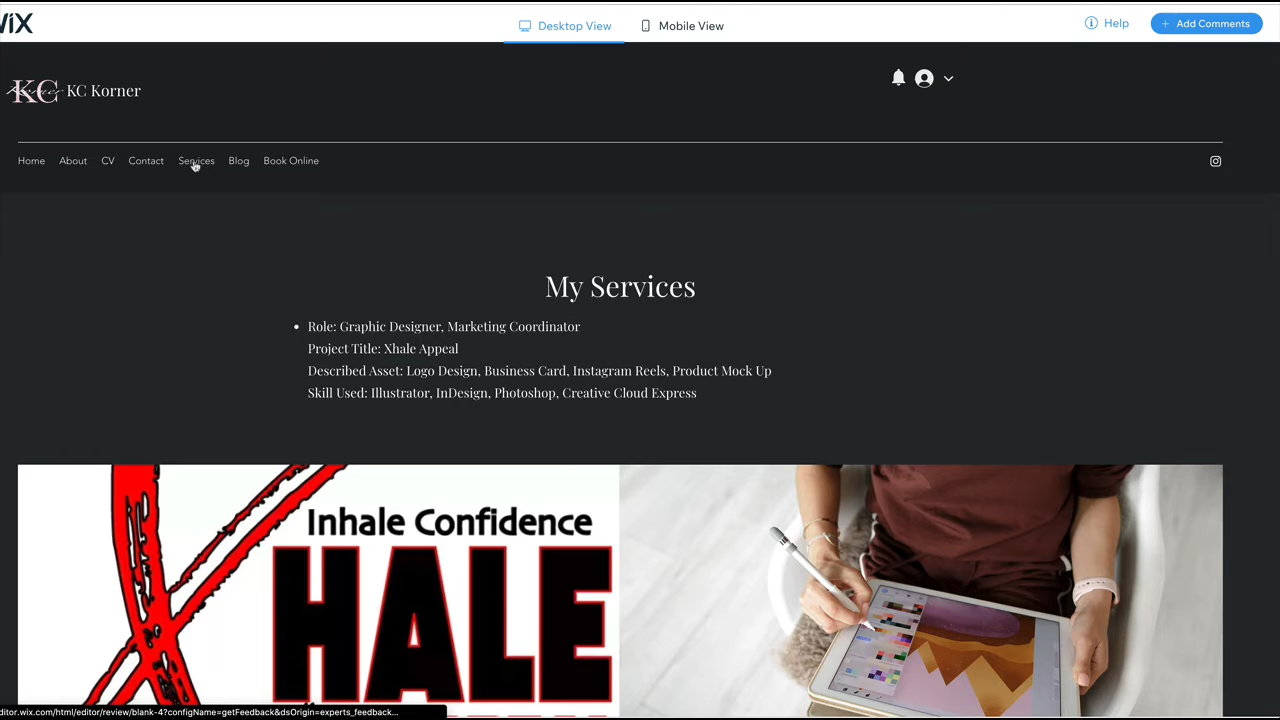 WiX
Desktop View
Mobile View
Help
+ Add Comments
KC
KC Korner
Home
About
CV
Contact
Services
Blog
Book Online
My Services
• Role: Graphic Designer, Marketing Coordinator
Project Title: Xhale Appeal
Described Asset: Logo Design, Business Card, Instagram Reels, Product Mock Up
Skill Used: Illustrator, InDesign, Photoshop, Creative Cloud Express
Inhale Confidence
HALE
ditor.wix.com/html/editor/review/blank-4?configName=getFeedback&dsOrigin=experts_feedback...